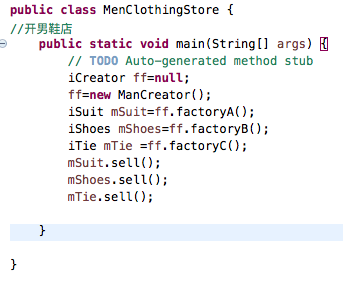 public class MenClothingStore {
//开男鞋店
    public static void main(String[] args) {
        // TODO Auto-generated method stub
        iCreator ff=null;
        ff=new ManCreator();
        iSuit mSuit=ff.factoryA();
        iShoes mShoes=ff.factoryB();
        iTie mTie =ff.factoryC();
        mSuit.sell();
        mShoes.sell();
        mTie.sell();
    }
}